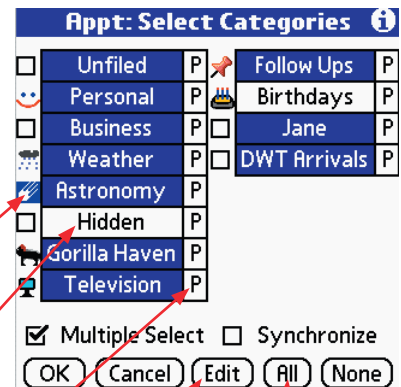 Appt: Select Categories i
Unfiled P Follow Ups P
Personal P Birthdays P
Business P Jane P
Weather P DWT Arrivals P
Astronomy P
Hidden P
Gorilla Haven P
Television P
Multiple Select Synchronize
OK Cancel Edit All None